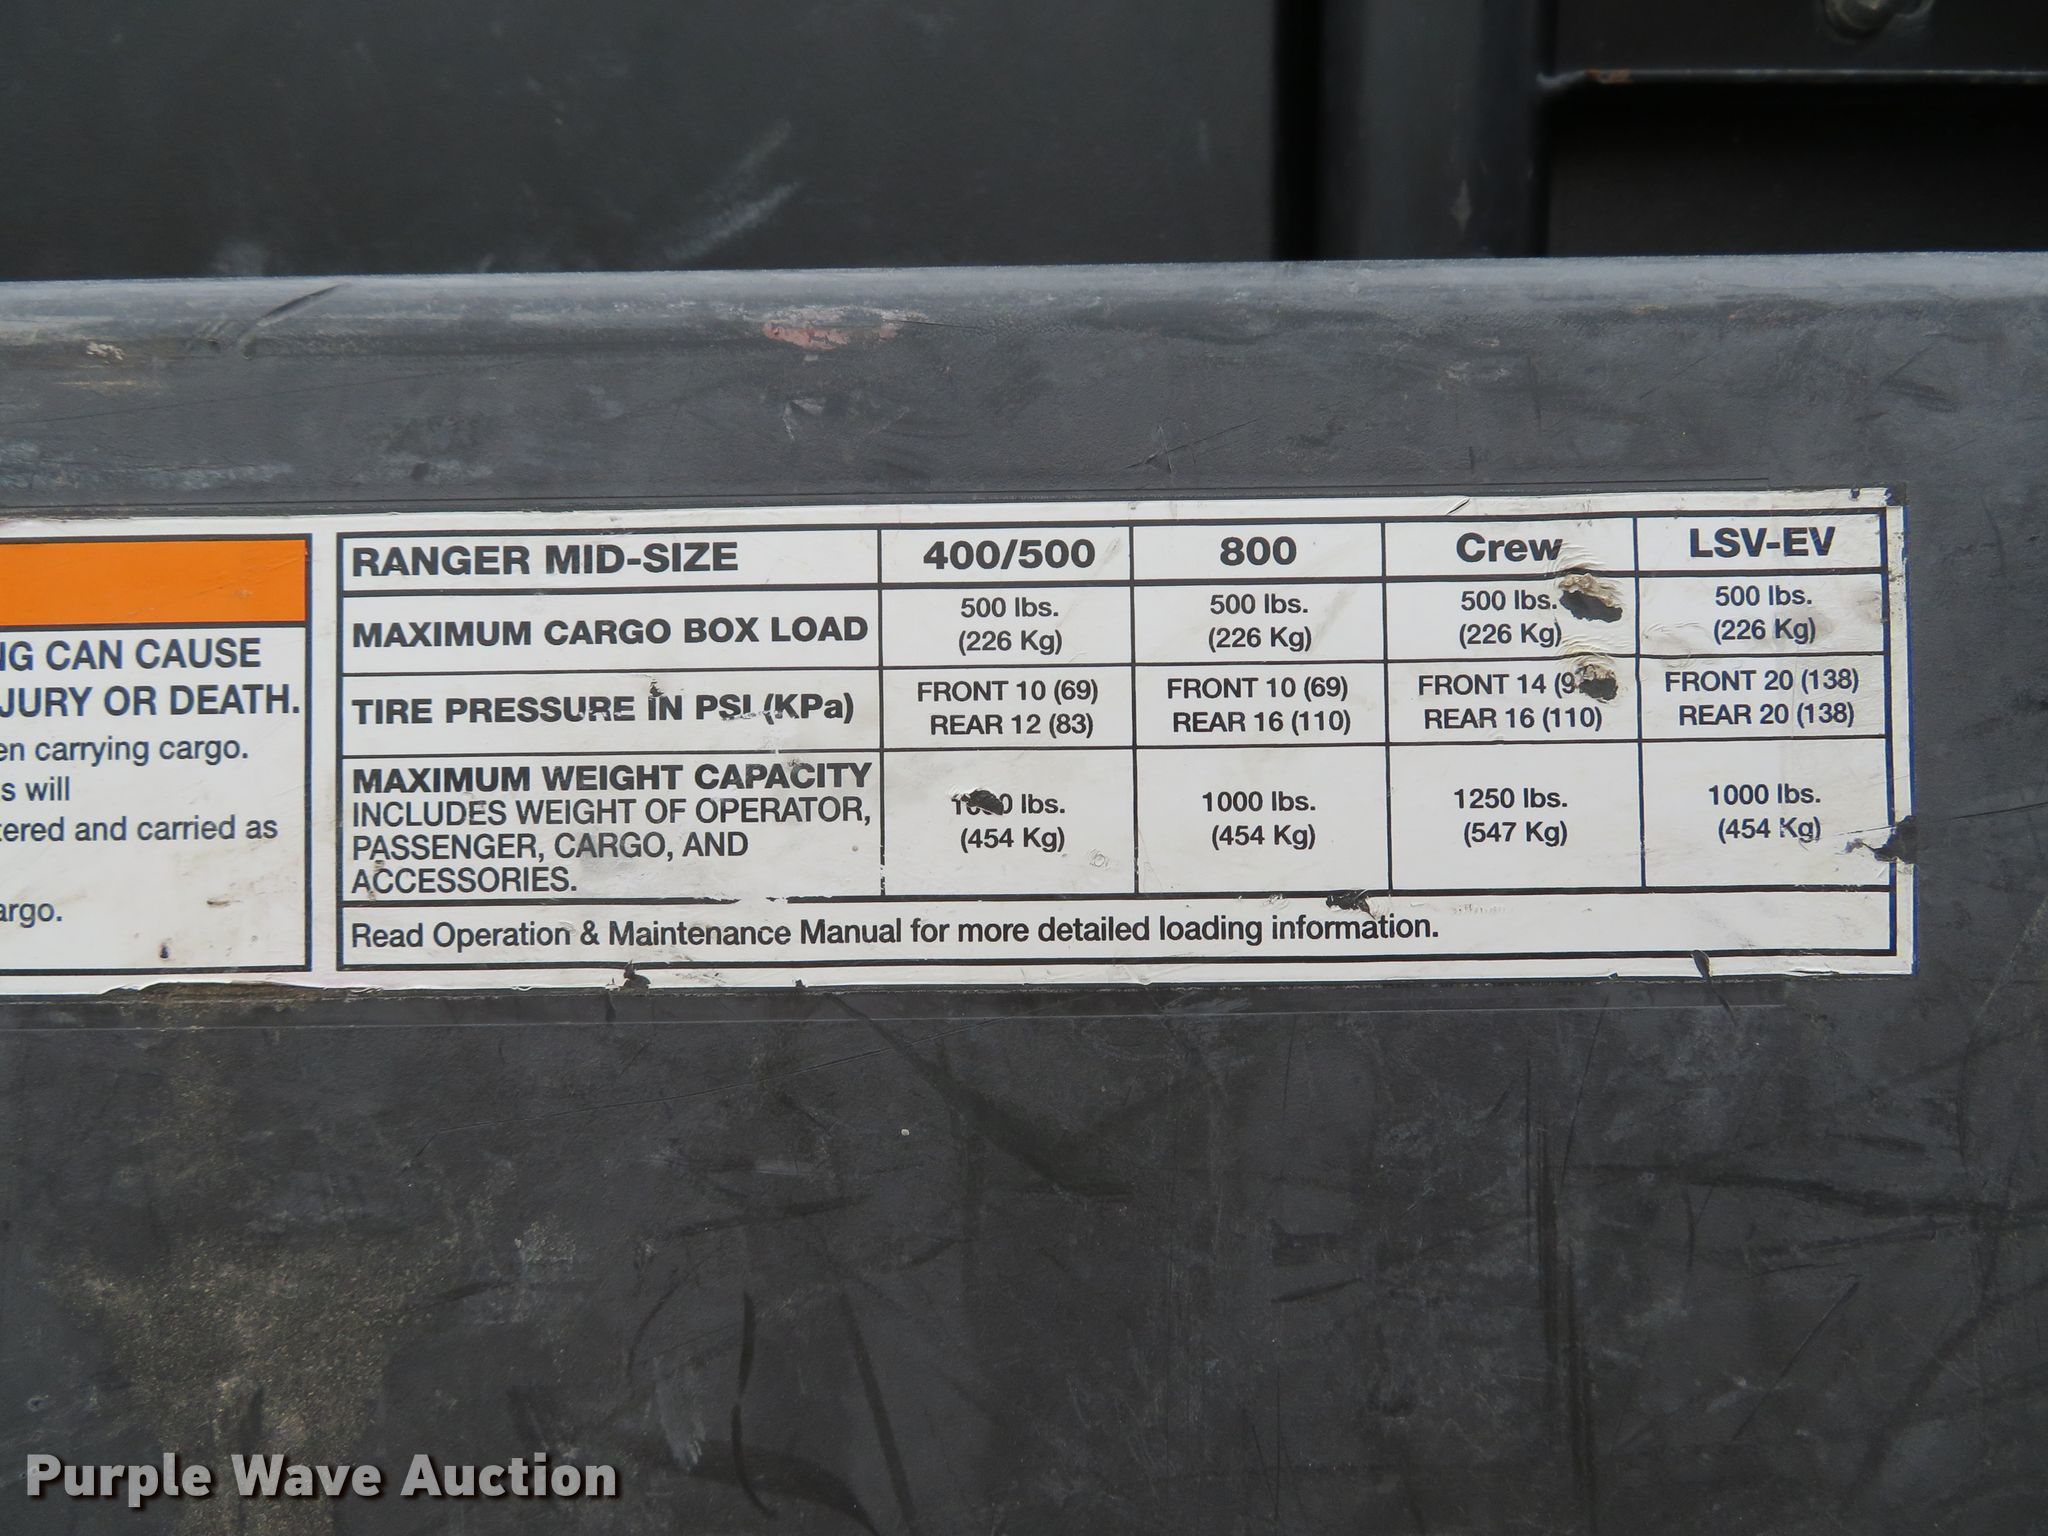 NG CAN CAUSE
JURY OR DEATH.
en carrying cargo.
s will
tered and carried as
argo.
RANGER MID-SIZE 400/500 800 Crew LSV-EV
MAXIMUM CARGO BOX LOAD
500 lbs. 500 lbs. 500 lbs. 500 lbs.
(226 Kg) (226 Kg) (226 Kg) (226 Kg)
TIRE PRESSURE IN PSI (KPa)
FRONT 10 (69) FRONT 10 (69) FRONT 14 FRONT 20 (138)
REAR 12 (83) REAR 16 (110) REAR 16 (110) REAR 20 (138)
MAXIMUM WEIGHT CAPACITY
INCLUDES WEIGHT OF OPERATOR,
PASSENGER, CARGO, AND
ACCESSORIES.
lbs. 1000 lbs. 1250 lbs. 1000 lbs.
(454 Kg) (454 Kg) (547 Kg) (454 Kg)
Read Operation & Maintenance Manual for more detailed loading information.
Purple Wave Auction